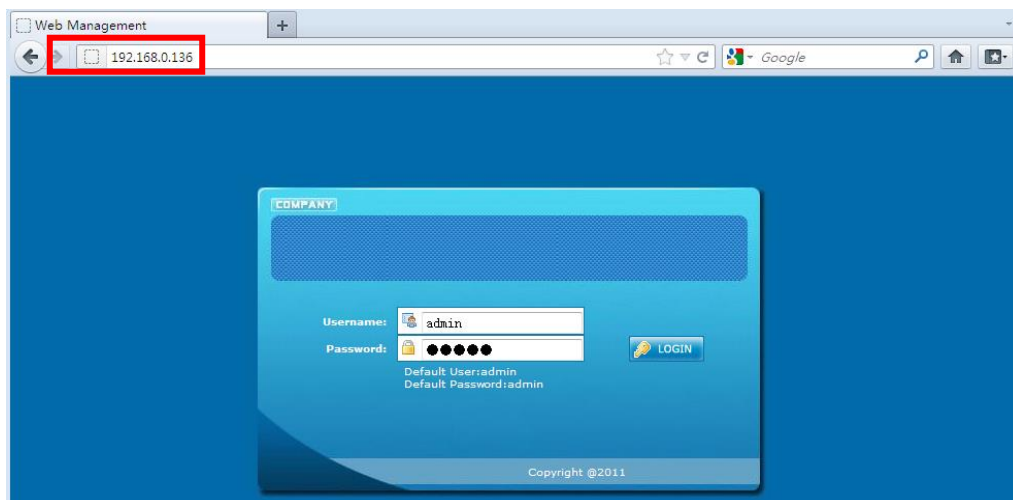 Web Management
+
192.168.0.136
Google
COMPANY
Username: admin
Password: ●●●●●
LOGIN
Default User:admin
Default Password:admin
Copyright @2011